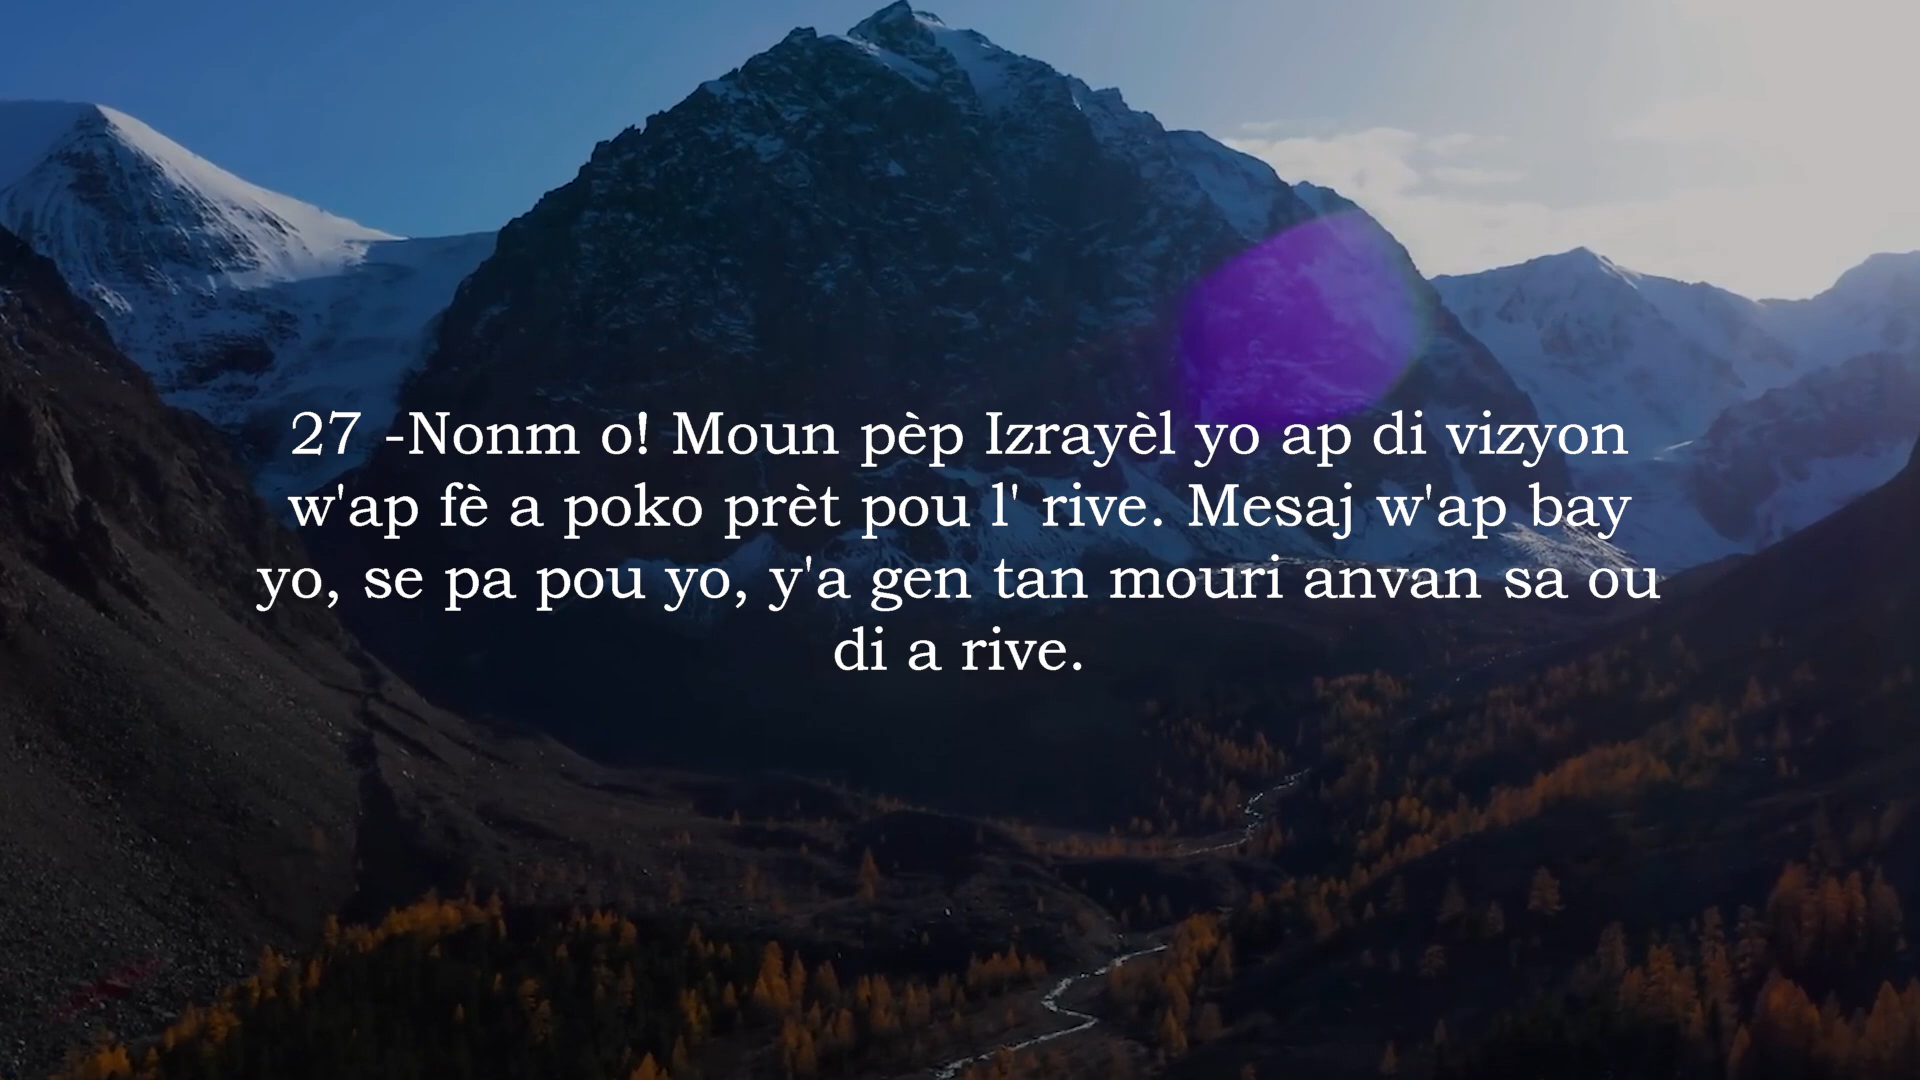 27 -Nonm o! Moun pèp Izrayèl yo ap di vizyon
w'ap fè a poko prèt pou l' rive. Mesaj w'ap bay
yo, se pa pou yo, y'a gen tan mouri anvan sa ou
di a rive.